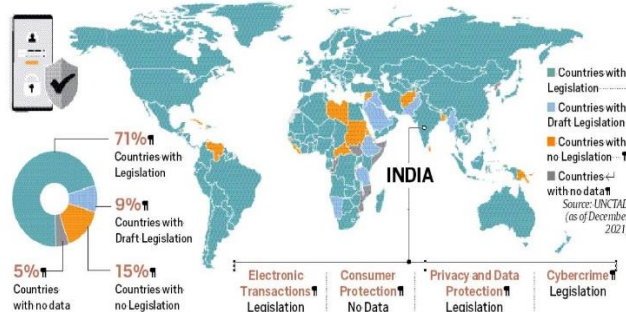 71%¶
Countries with
Legislation
9%¶
Countries with
Draft Legislation
15%¶
Countries with
no Legislation
5%¶
Countries
with no data
INDIA
Countries with
Legislation
Countries with
Draft Legislation
Countries with
no Legislation ¶
Countries↵
with no data¶
Source: UNCTAD
(as of December
2021)
Electronic
Transactions¶
Legislation
Consumer
Protection¶
No Data
Privacy and Data
Protection¶
Legislation
Cybercrime¶
Legislation